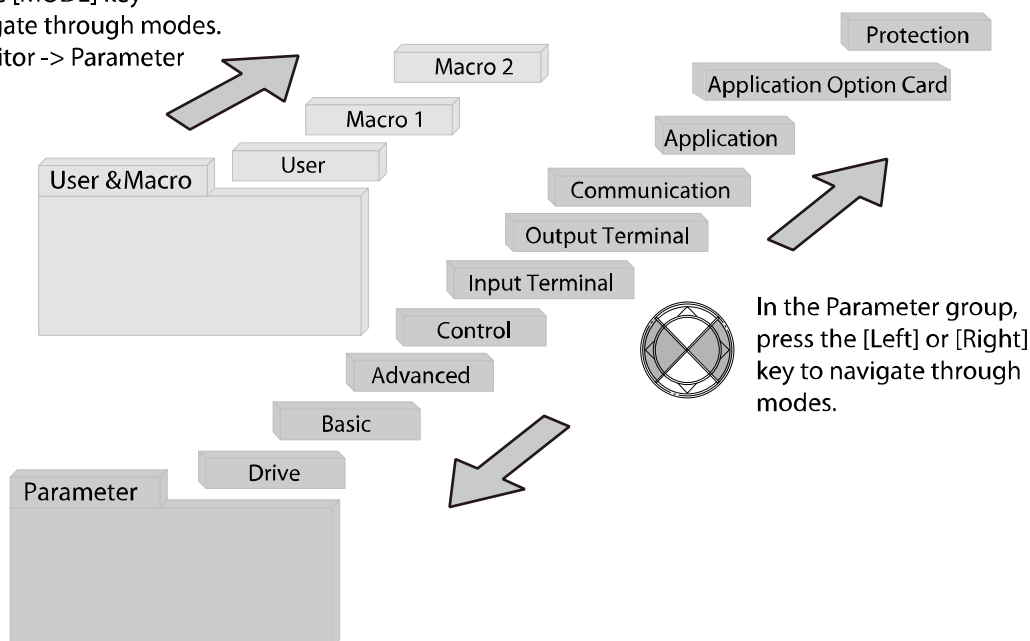 [MODE] key
through modes.
-> Parameter
Protection
Macro 2
Application Option Card
Macro 1
Application
User
User &Macro
Communication
Output Terminal
Input Terminal
In the Parameter group,
press the [Left] or [Right]
key to navigate through
modes.
Control
Advanced
Basic
Drive
Parameter